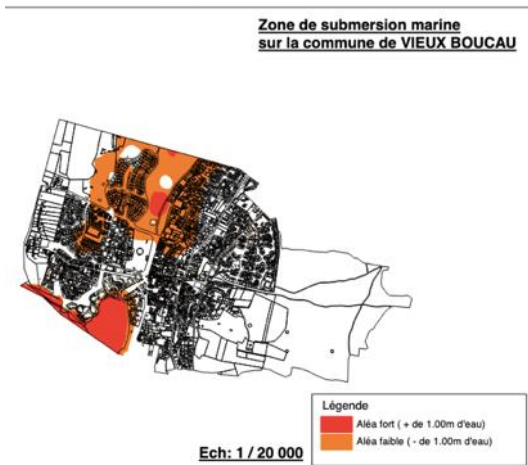 Zone de submersion marine
sur la commune de VIEUX BOUCAU
Légende
Aléa fort ( + de 1.00m d'eau)
Aléa faible ( - de 1.00m d'eau)
Ech: 1 / 20 000